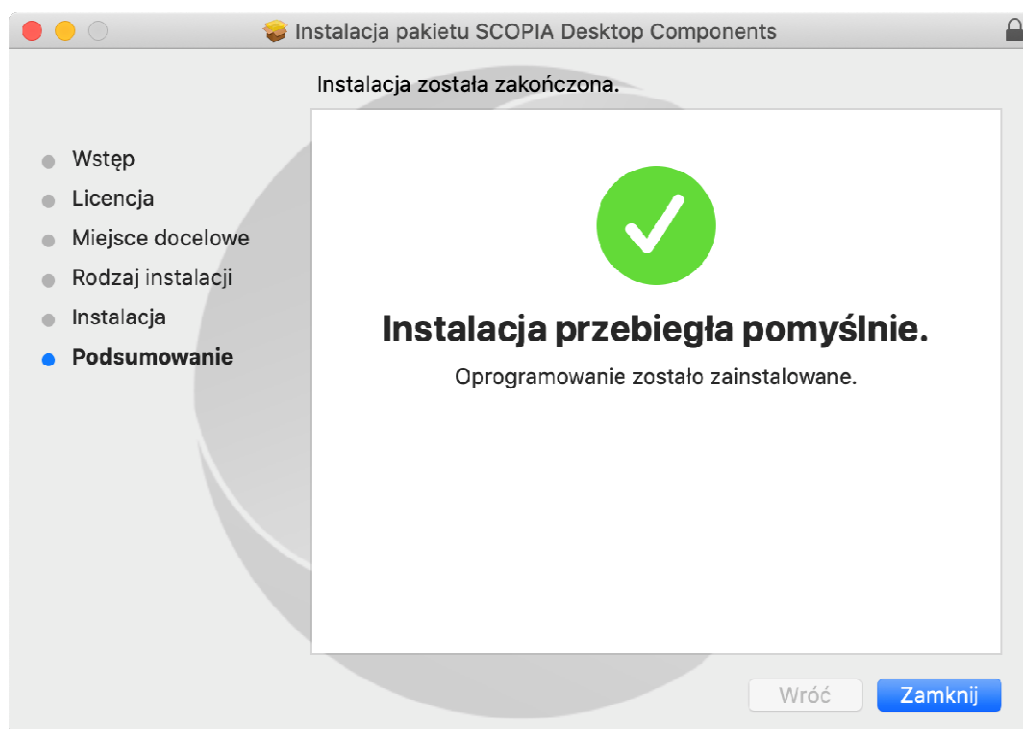 Instalacja pakietu SCOPIA Desktop Components
Instalacja została zakończona.
Wstęp
Licencja
Miejsce docelowe
Rodzaj instalacji
Instalacja
Podsumowanie
Instalacja przebiegła pomyślnie.
Oprogramowanie zostało zainstalowane.
Wróć
Zamknij